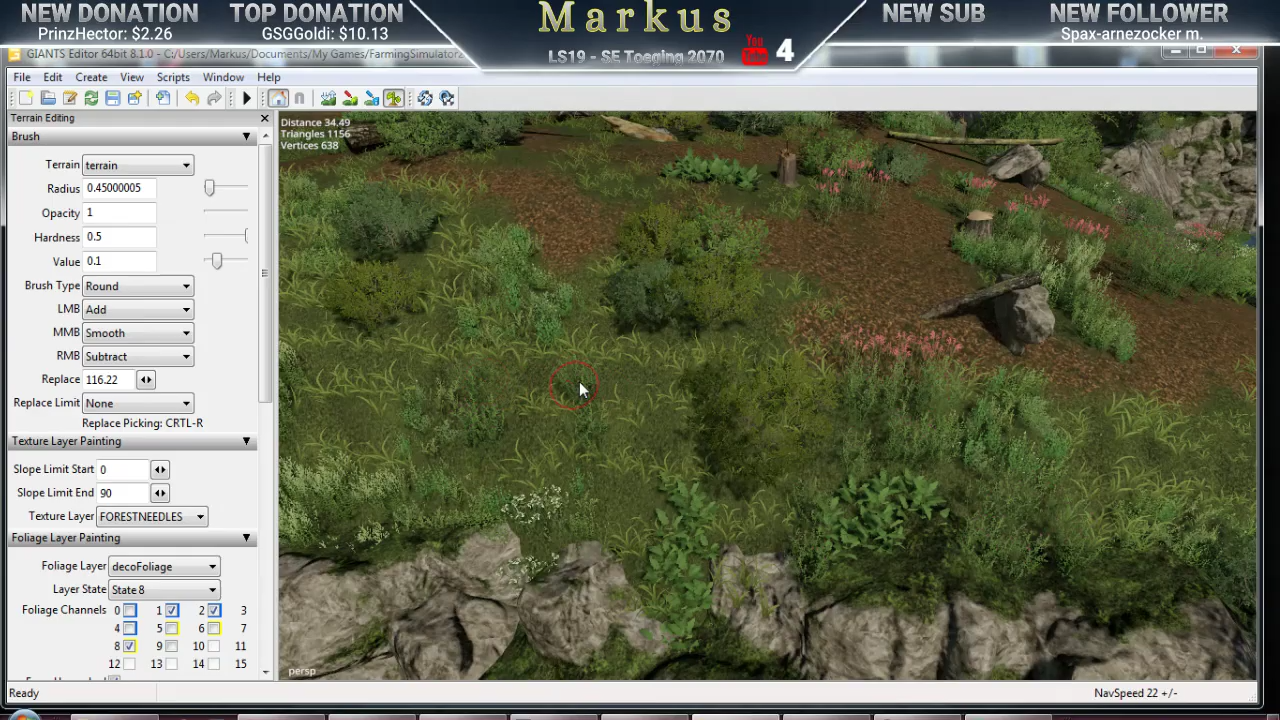 NEW DONATION
PrinzHector: $2.26
TOP DONATION
GSGGoldi: $10.13
Markus
LS19 - SE Toeging 2070
You
Tube
4
NEW SUB
NEW FOLLOWER
Spax-arnezocker m.
GIANTS Editor 64bit 8.1.0 - C:/Users/Markus/Documents/My Games/FarmingSimulator
File Edit Create View Scripts Window Help
Terrain Editing
Brush
Terrain terrain
Radius 0.45000005
Opacity 1
Hardness 0.5
Value 0.1
Brush Type Round
LMB Add
MMB Smooth
RMB Subtract
Replace 116.22
Replace Limit None
Replace Picking: CRTL-R
Texture Layer Painting
Slope Limit Start 0
Slope Limit End 90
Texture Layer FORESTNEEDLES
Foliage Layer Painting
Foliage Layer decoFoliage
Layer State State 8
Foliage Channels 0 1 2 3
4 5 6 7
8 9 10 11
12 13 14 15
Distance 34.49
Triangles 1156
Vertices 638
persp
Ready
NavSpeed 22 +/-